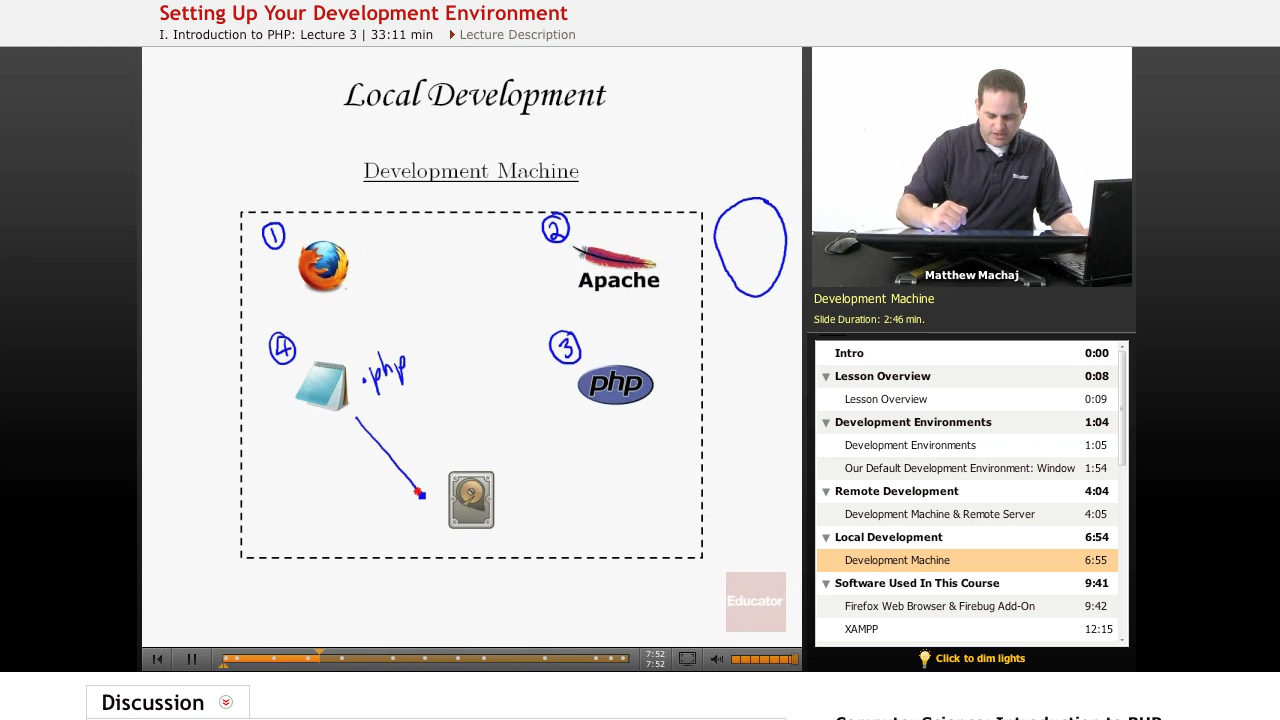 Setting Up Your Development Environment
I. Introduction to PHP: Lecture 3 | 33:11 min Lecture Description
Local Development
Development Machine
1
2
Apache
4
.php
3
php
Educator
7:52
7:52
Matthew Machaj
Development Machine
Slide Duration: 2:46 min.
Intro 0:00
Lesson Overview 0:08
Lesson Overview 0:09
Development Environments 1:04
Development Environments 1:05
Our Default Development Environment: Window 1:54
Remote Development 4:04
Development Machine & Remote Server 4:05
Local Development 6:54
Development Machine 6:55
Software Used In This Course 9:41
Firefox Web Browser & Firebug Add-On 9:42
XAMPP 12:15
Click to dim lights
Discussion
Computer Science: Introduction to PHP